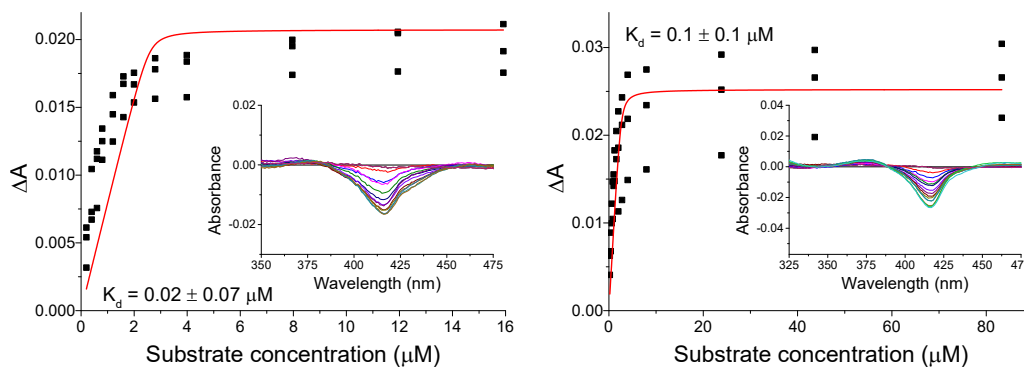 0.020
0.015
0.010
0.005
0.000
ΔA
0 2 4 6 8 10 12 14 16
Substrate concentration (μM)
K_d = 0.02 ± 0.07 μM
0.02
0.00
-0.02
Absorbance
350 375 400 425 450 475
Wavelength (nm)
0.03
0.02
0.01
0.00
ΔA
0 20 40 60 80
Substrate concentration (μM)
K_d = 0.1 ± 0.1 μM
0.04
0.02
0.00
-0.02
-0.04
Absorbance
325 350 375 400 425 450
Wavelength (nm)